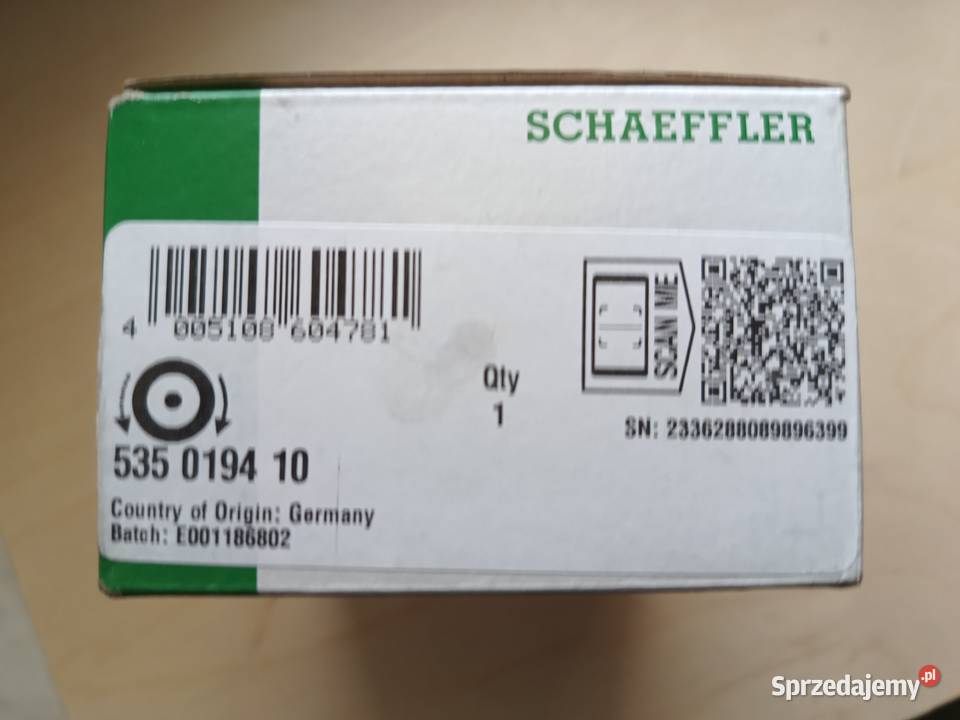 SCHAEFFLER
4 005108 604781
SCAN ME
Qty
1
SN: 2336288089896399
535 0194 10
Country of Origin: Germany
Batch: E001186802
Sprzedajemy.pl